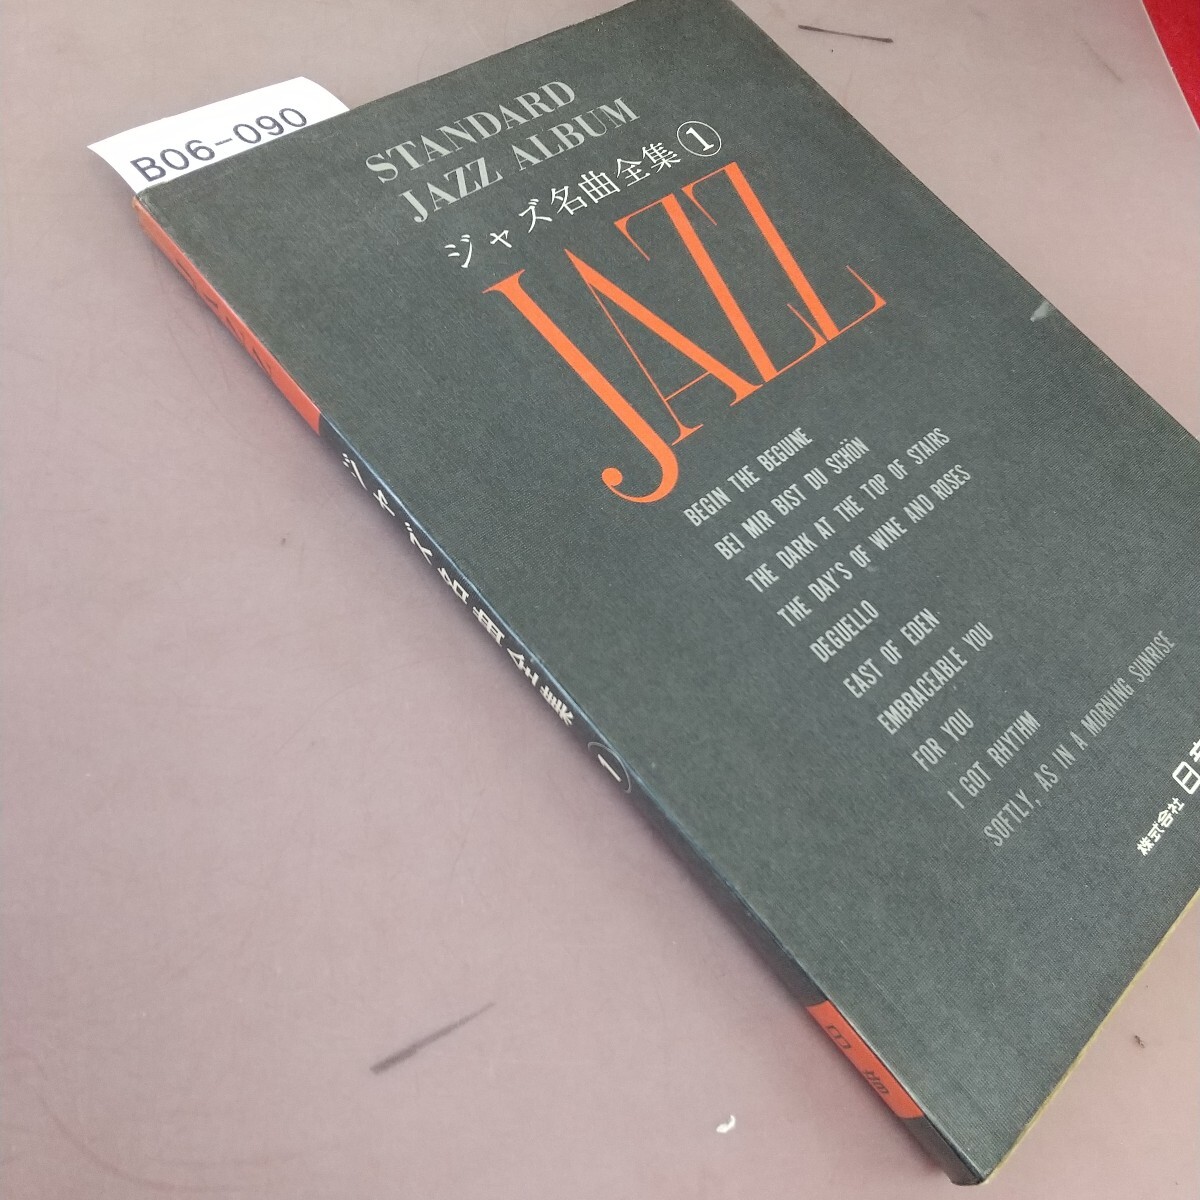 B06-090
STANDARD
JAZZ ALBUM
ジャズ名曲全集①
JAZZ
BEGIN THE BEGUINE
BEI MIR BIST DU SCHÖN
THE DARK AT THE TOP OF STAIRS
THE DAY'S OF WINE AND ROSES
DEGUELLO
EAST OF EDEN
EMBRACEABLE YOU
FOR YOU
I GOT RHYTHM
SOFTLY, AS IN A MORNING SUNRISE
株式会社 日
ジャズ名曲全集 ①